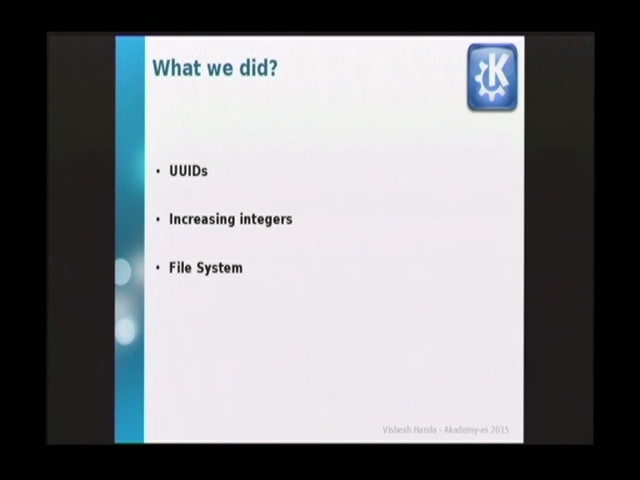 What we did?
K
• UUIDs
• Increasing integers
• File System
Vishesh Handa - Akademy-es 2015